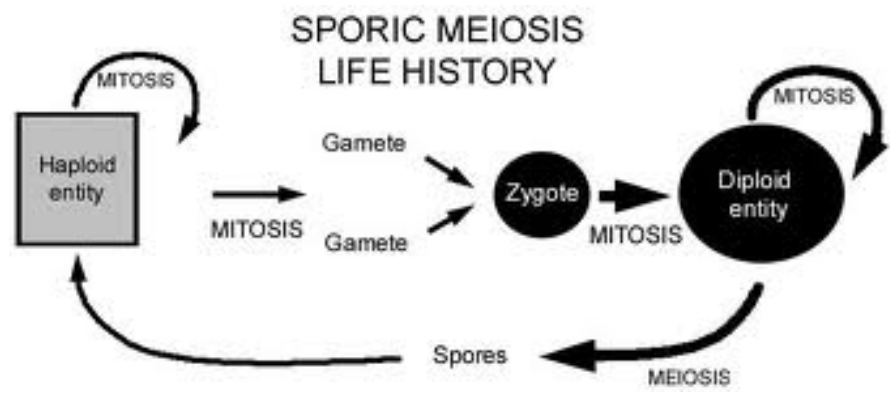 SPORIC MEIOSIS
LIFE HISTORY
MITOSIS
MITOSIS
Haploid
entity
Gamete
MITOSIS
Gamete
Zygote
MITOSIS
Diploid
entity
Spores
MEIOSIS